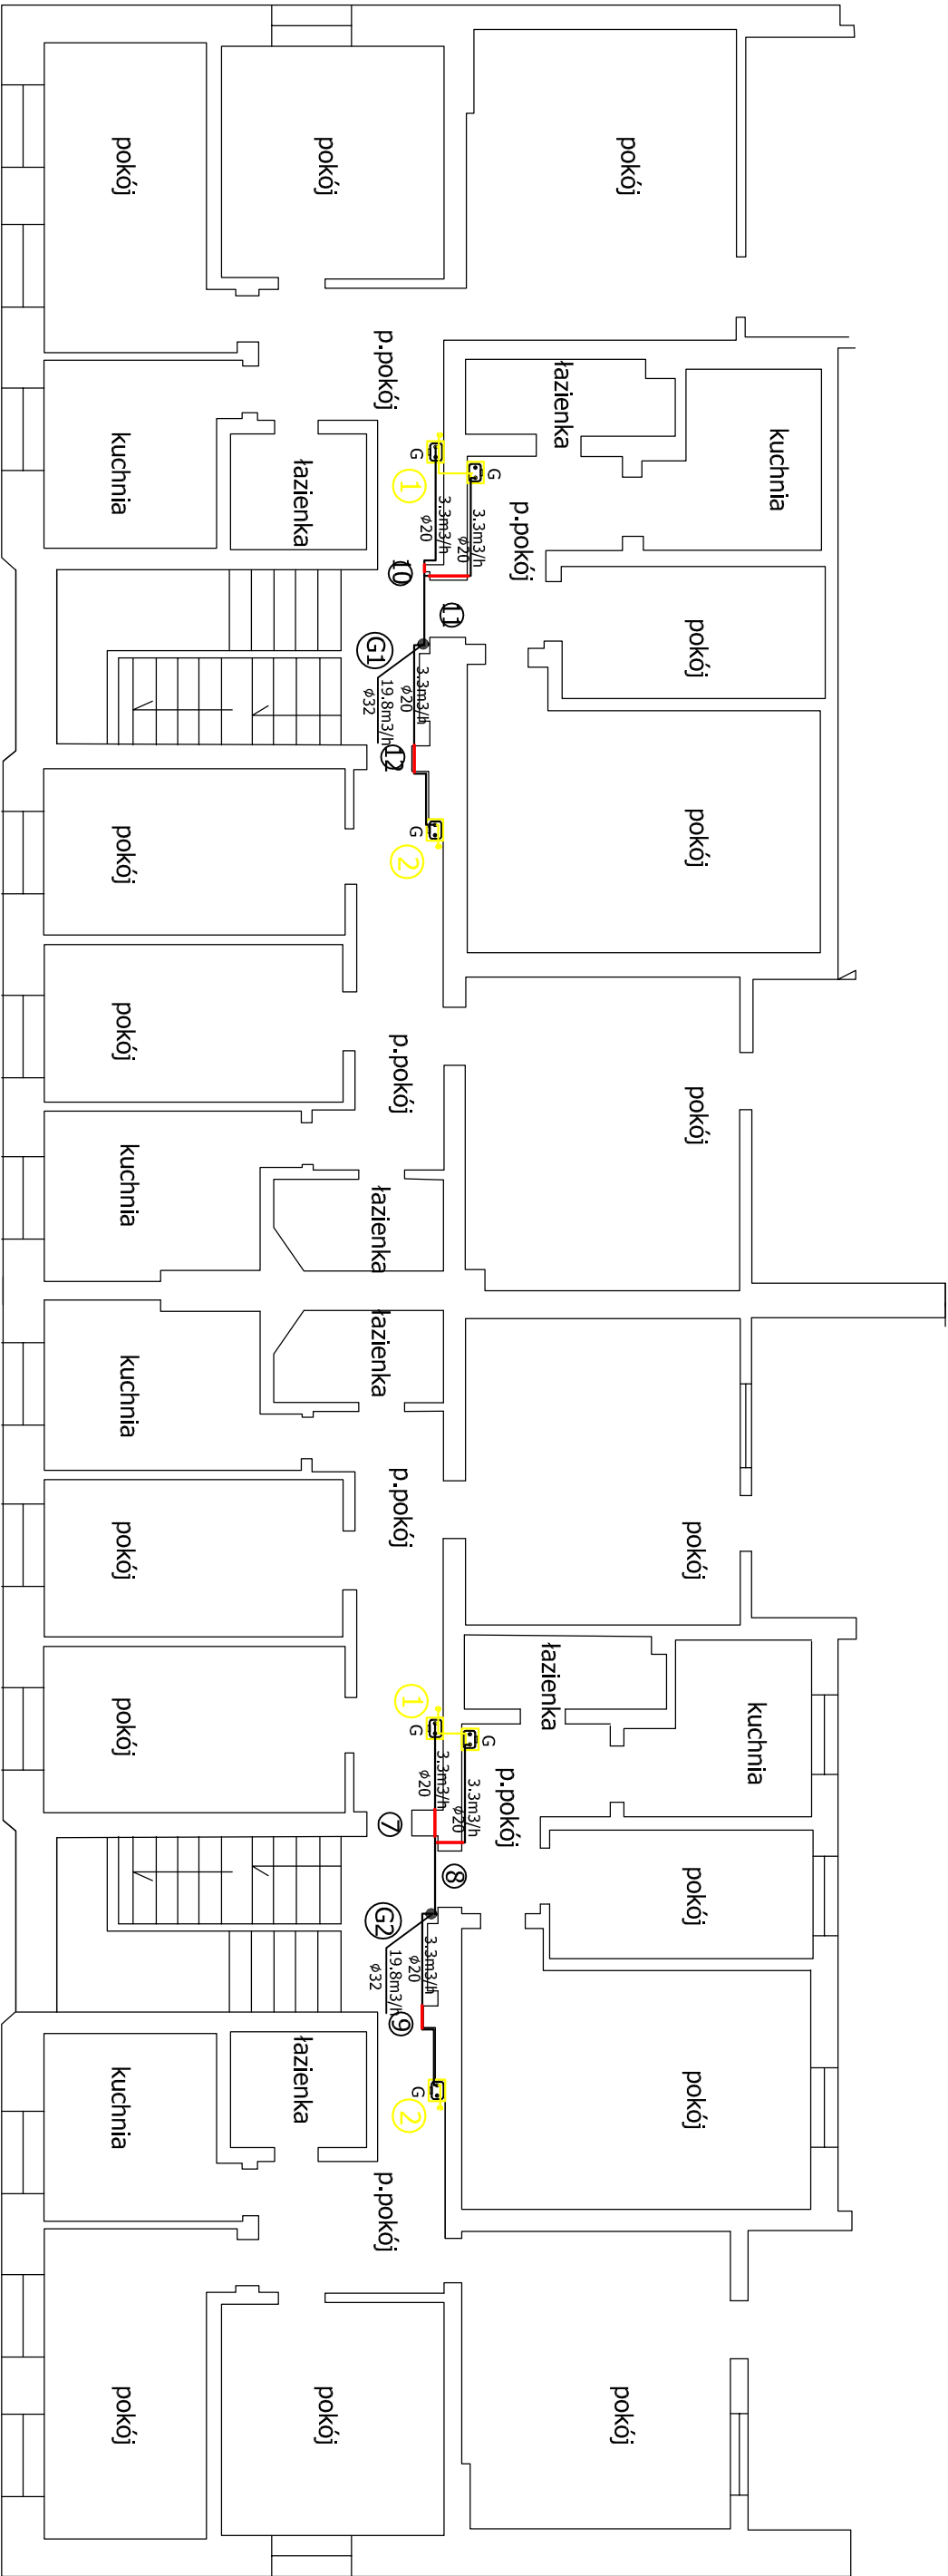 pokój
pokój
pokój
p.pokój
łazienka
kuchnia
kuchnia
łazienka
G
1
G
3.3m3/h
ϕ20
3.3m3/h
ϕ20
p.pokój
10
11
G1
pokój
3.3m3/h
ϕ20
19.8m3/h
ϕ32
12
G
2
pokój
pokój
pokój
p.pokój
pokój
kuchnia
łazienka
łazienka
kuchnia
p.pokój
pokój
pokój
łazienka
pokój
1
G
G
kuchnia
3.3m3/h
ϕ20
3.3m3/h
ϕ20
p.pokój
7
8
pokój
G2
3.3m3/h
ϕ20
19.8m3/h
ϕ32
9
G
2
kuchnia
łazienka
pokój
p.pokój
pokój
pokój
pokój